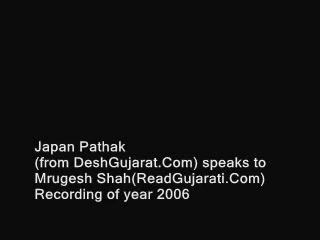 Japan Pathak
(from DeshGujarat.Com) speaks to
Mrugesh Shah(ReadGujarati.Com)
Recording of year 2006